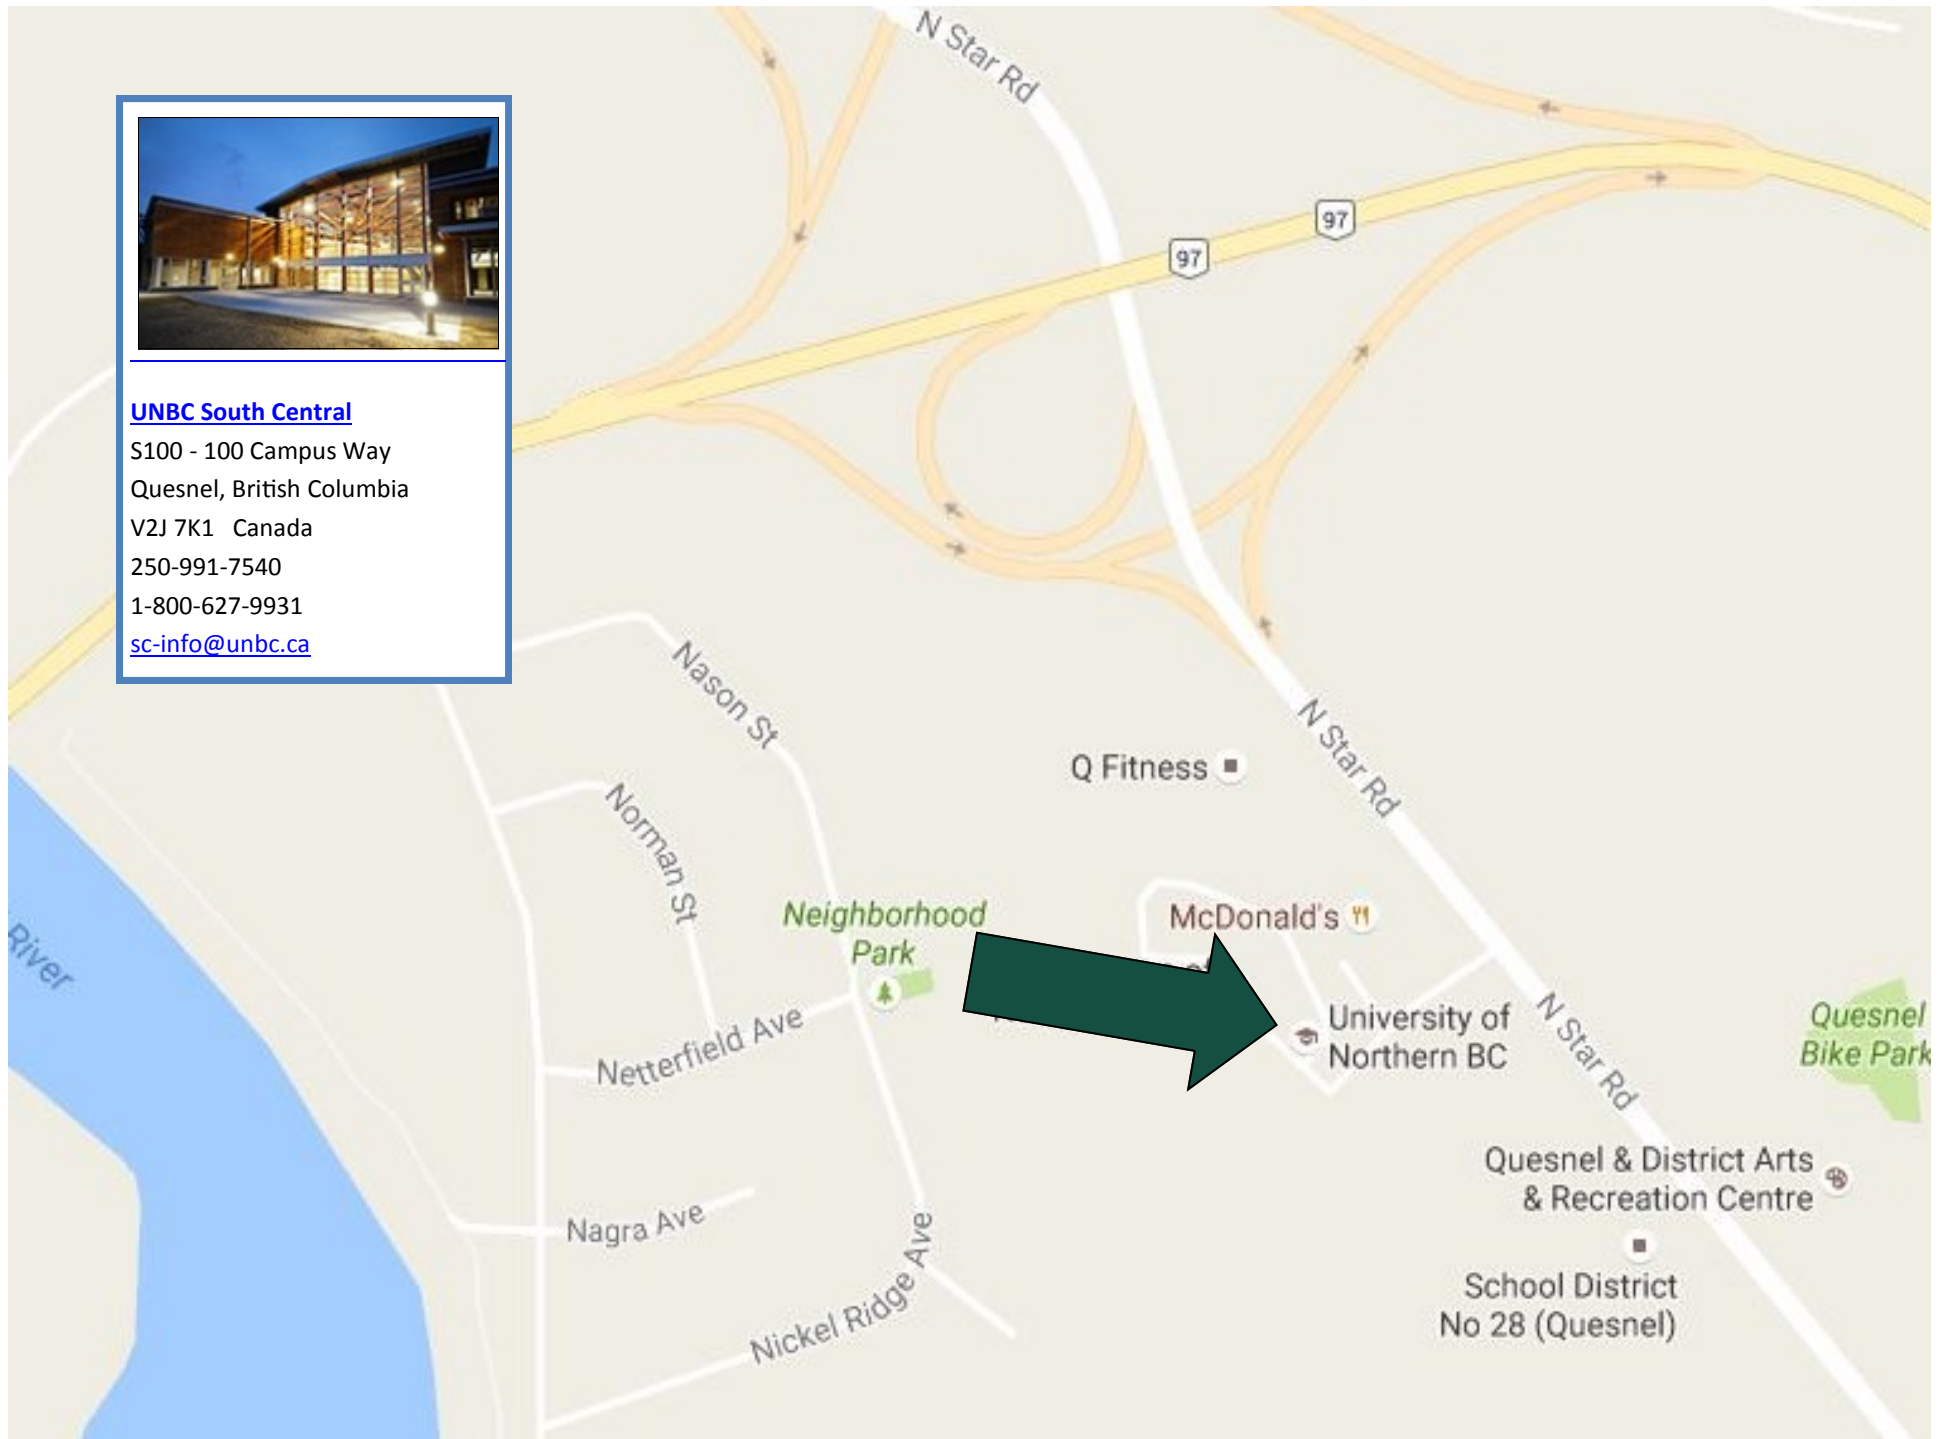 N Star Rd
97
97
UNBC South Central
S100 - 100 Campus Way
Quesnel, British Columbia
V2J 7K1 Canada
250-991-7540
1-800-627-9931
sc-info@unbc.ca
Nason St
N Star Rd
Q Fitness
Norman St
Neighborhood
Park
McDonald's
River
Netterfield Ave
University of
Northern BC
N Star Rd
Quesnel
Bike Park
Quesnel & District Arts
& Recreation Centre
Nagra Ave
Nickel Ridge Ave
School District
No 28 (Quesnel)